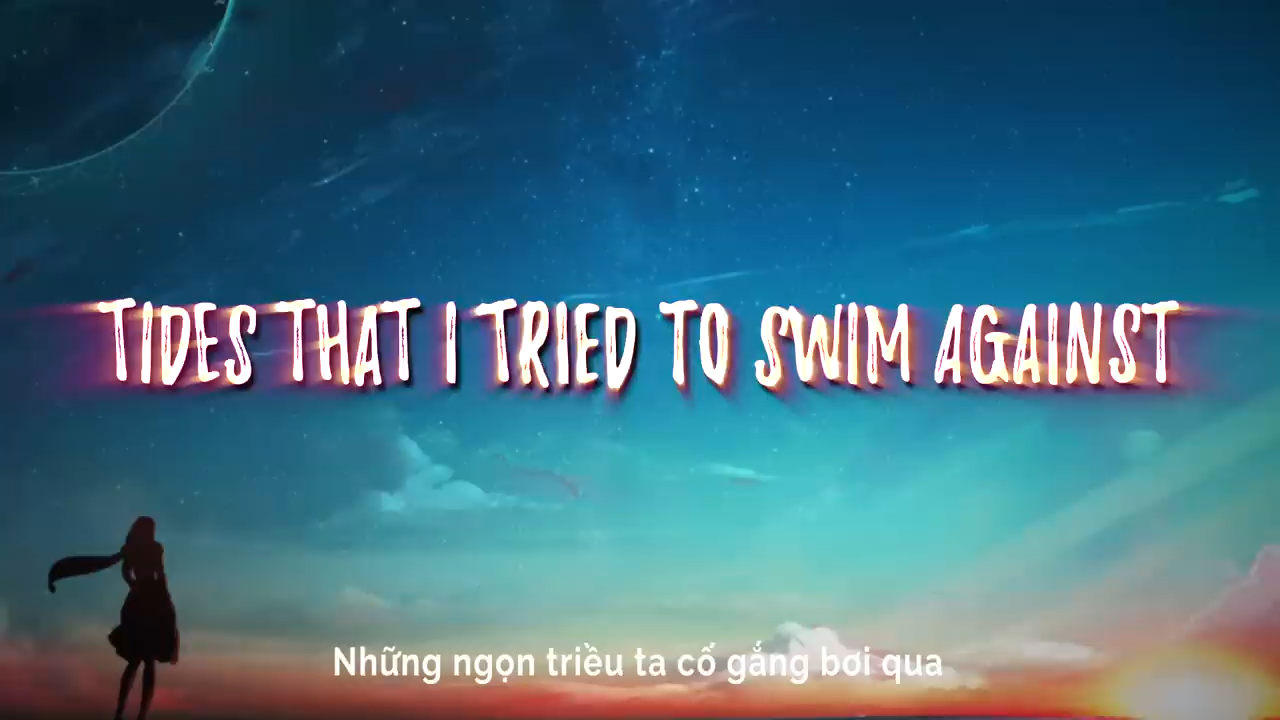 TIDES THAT I TRIED TO SWIM AGAINST
Những ngọn triều ta cố gắng bơi qua